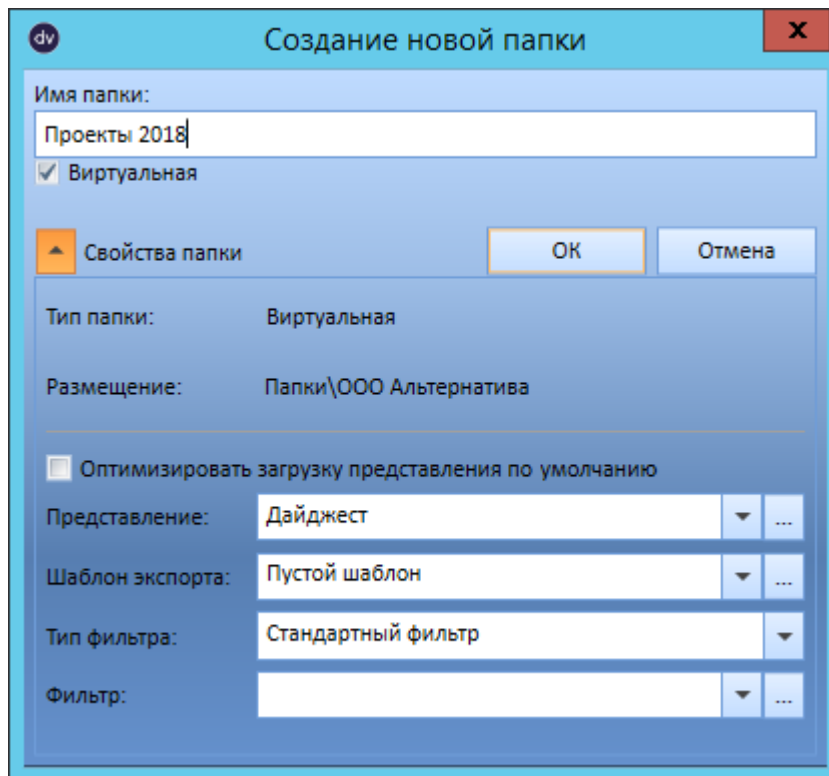 dv
Создание новой папки
x
Имя папки:
Проекты 2018
Виртуальная
Свойства папки
ОК
Отмена
Тип папки: Виртуальная
Размещение: Папки\ООО Альтернатива
Оптимизировать загрузку представления по умолчанию
Представление: Дайджест ...
Шаблон экспорта: Пустой шаблон ...
Тип фильтра: Стандартный фильтр
Фильтр: ...